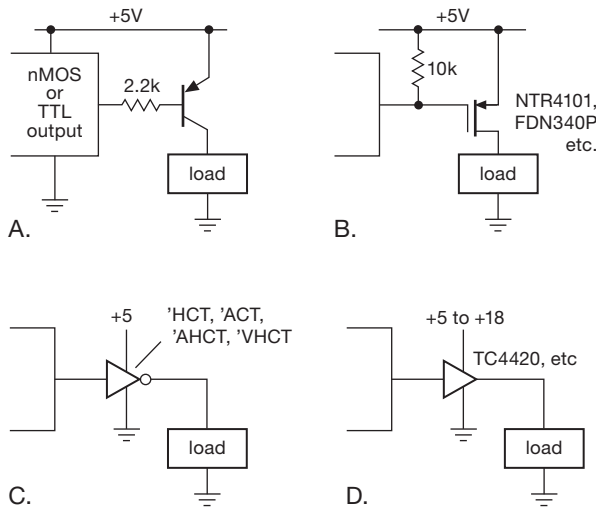 +5V
nMOS
or
TTL
output
2.2k
load
A.
+5V
10k
NTR4101,
FDN340P
etc.
load
B.
+5
'HCT, 'ACT,
'AHCT, 'VHCT
load
C.
+5 to +18
TC4420, etc
load
D.